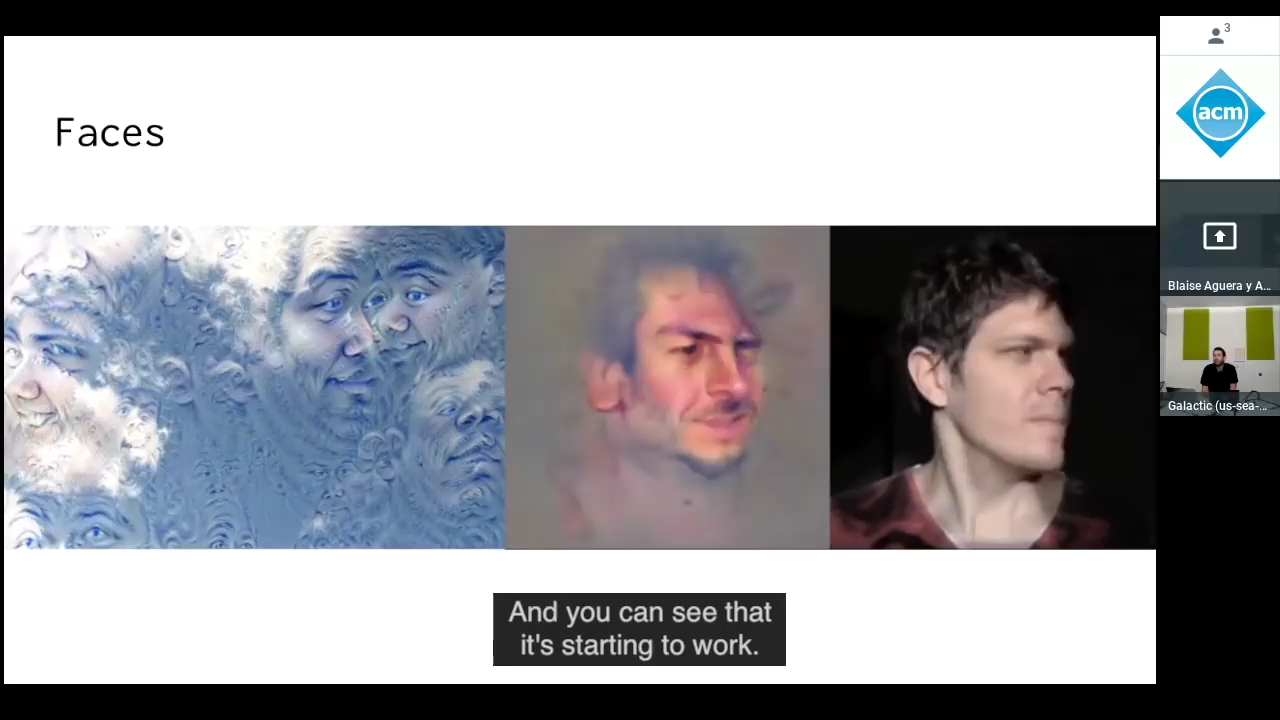 Faces
3
acm
Blaise Aguera y A...
Galactic (us-sea-...
And you can see that
it's starting to work.